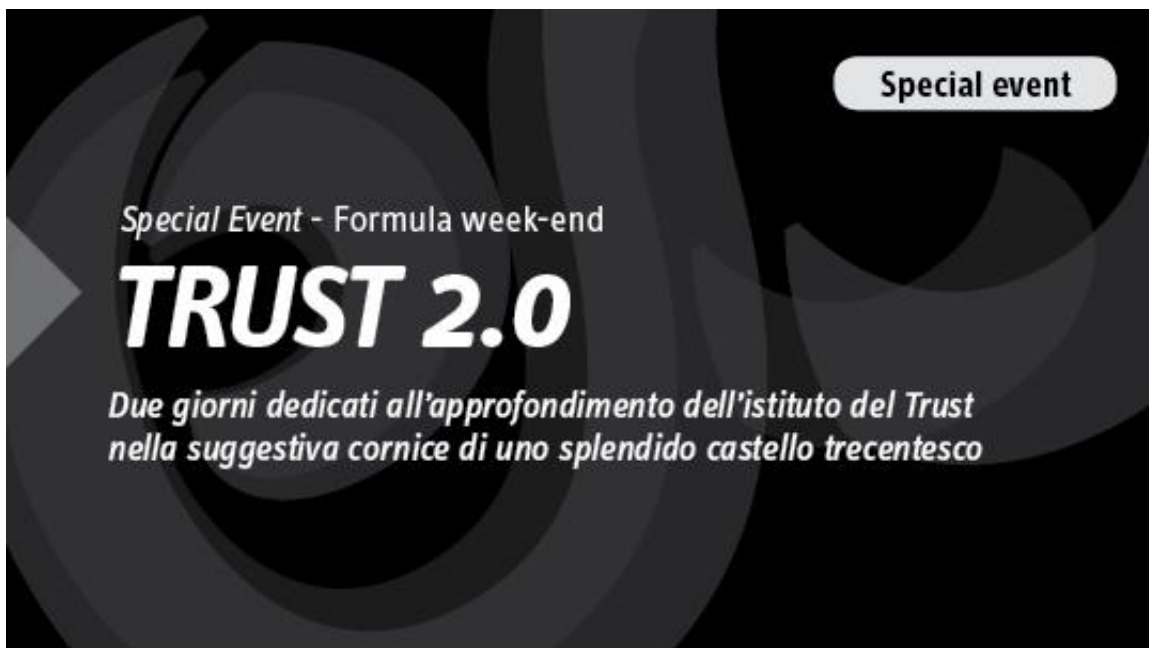 Special event
Special Event - Formula week-end
TRUST 2.0
Due giorni dedicati all'approfondimento dell'istituto del Trust
nella suggestiva cornice di uno splendido castello trecentesco